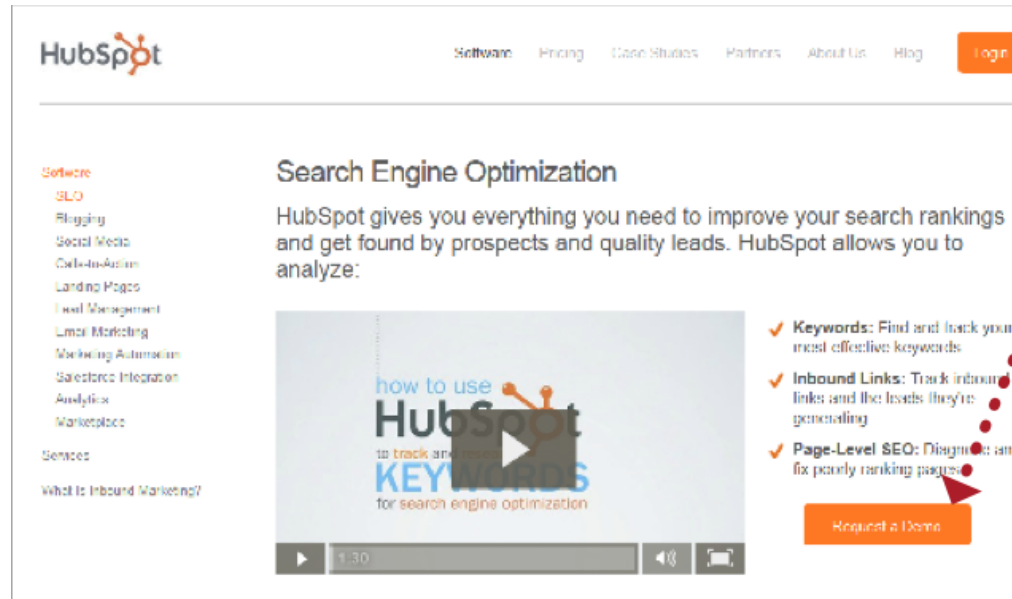 HubSpot
Software Pricing Case Studies Partners About Us Blog Login
Software
SEO
Blogging
Social Media
Calls-to-Action
Landing Pages
Lead Management
Email Marketing
Marketing Automation
Salesforce Integration
Analytics
Marketplace
Services
What Is Inbound Marketing?
Search Engine Optimization
HubSpot gives you everything you need to improve your search rankings
and get found by prospects and quality leads. HubSpot allows you to
analyze:
how to use
HubSpot
to track and
KEYWORDS
for search engine optimization
1:30
Keywords: Find and track your
most effective keywords
Inbound Links: Track inbound
links and the leads they're
generating
Page-Level SEO: Diagnose an
fix poorly ranking pages
Request a Demo